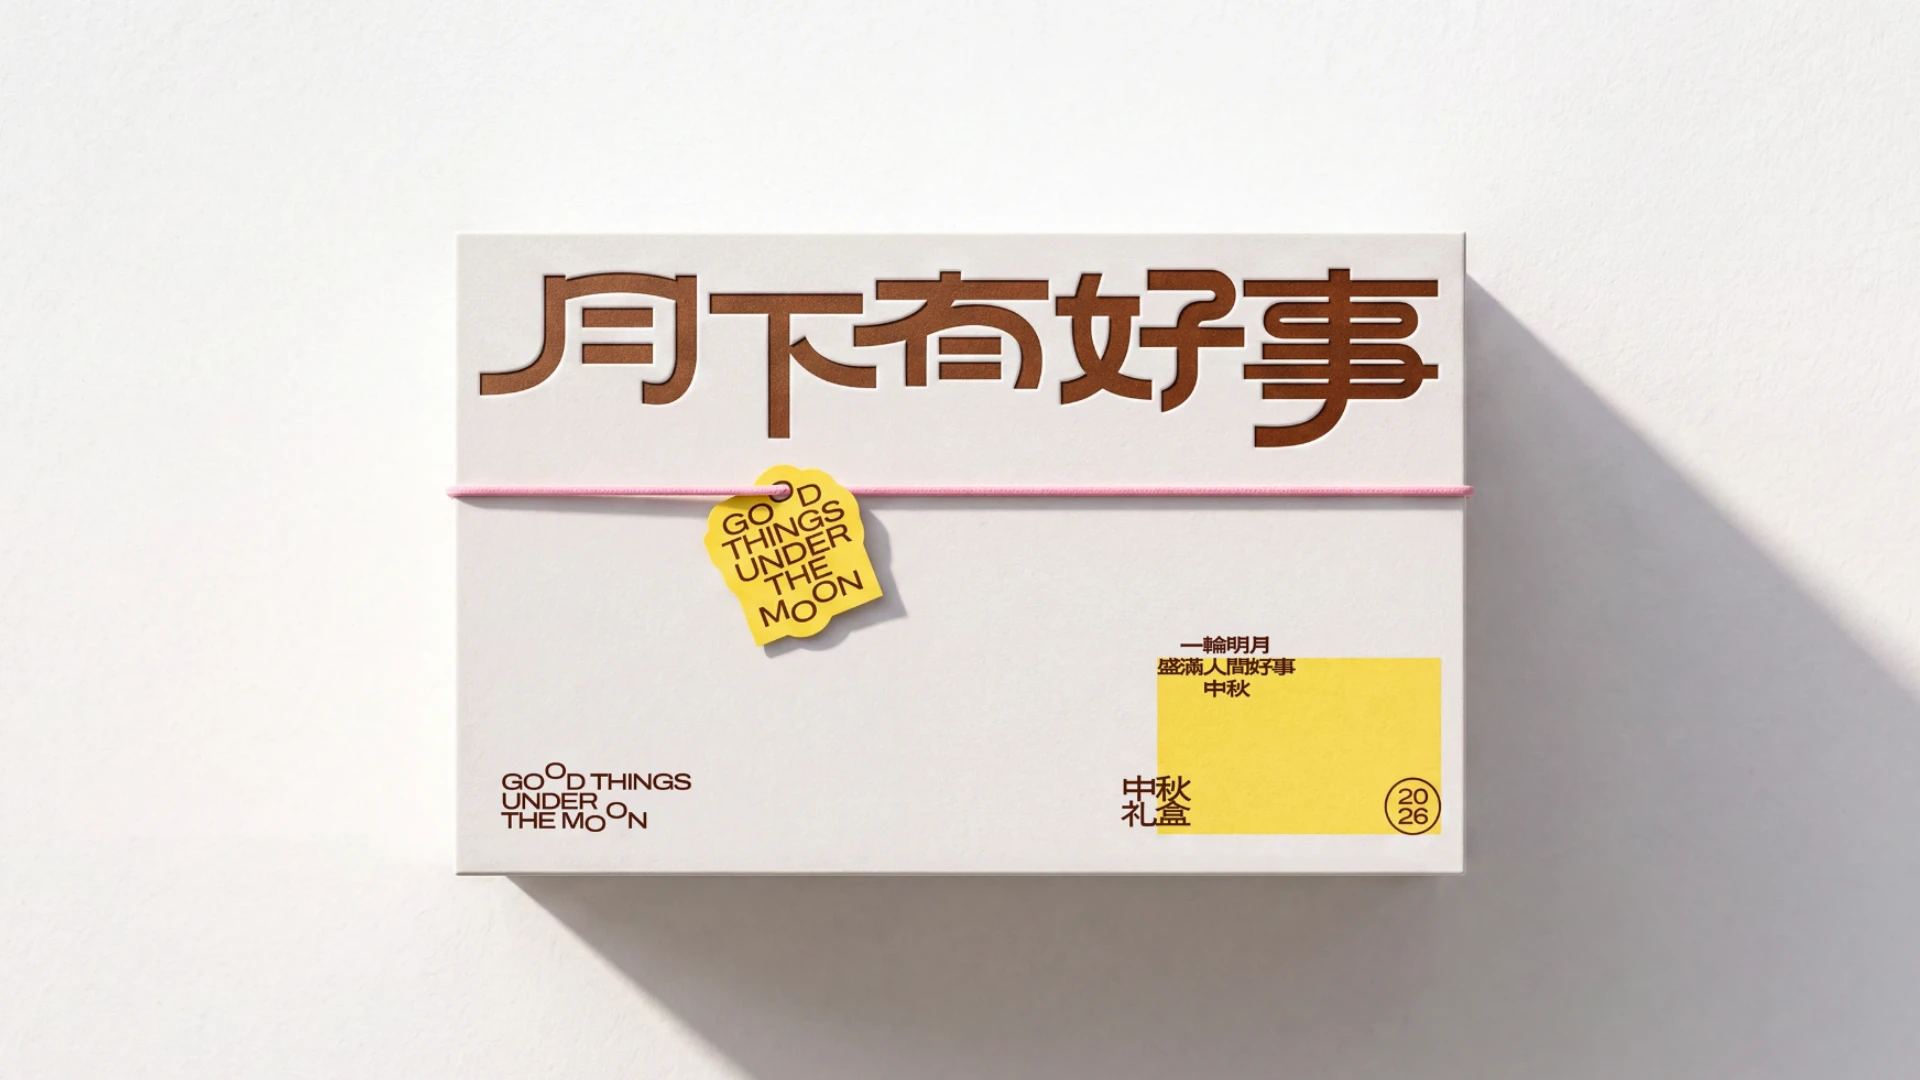 月下有好事
GOOD
THINGS
UNDER
THE
MOON
一輪明月
盛滿人間好事
中秋
GOOD THINGS
UNDER
THE MOON
中秋
礼盒
20
26